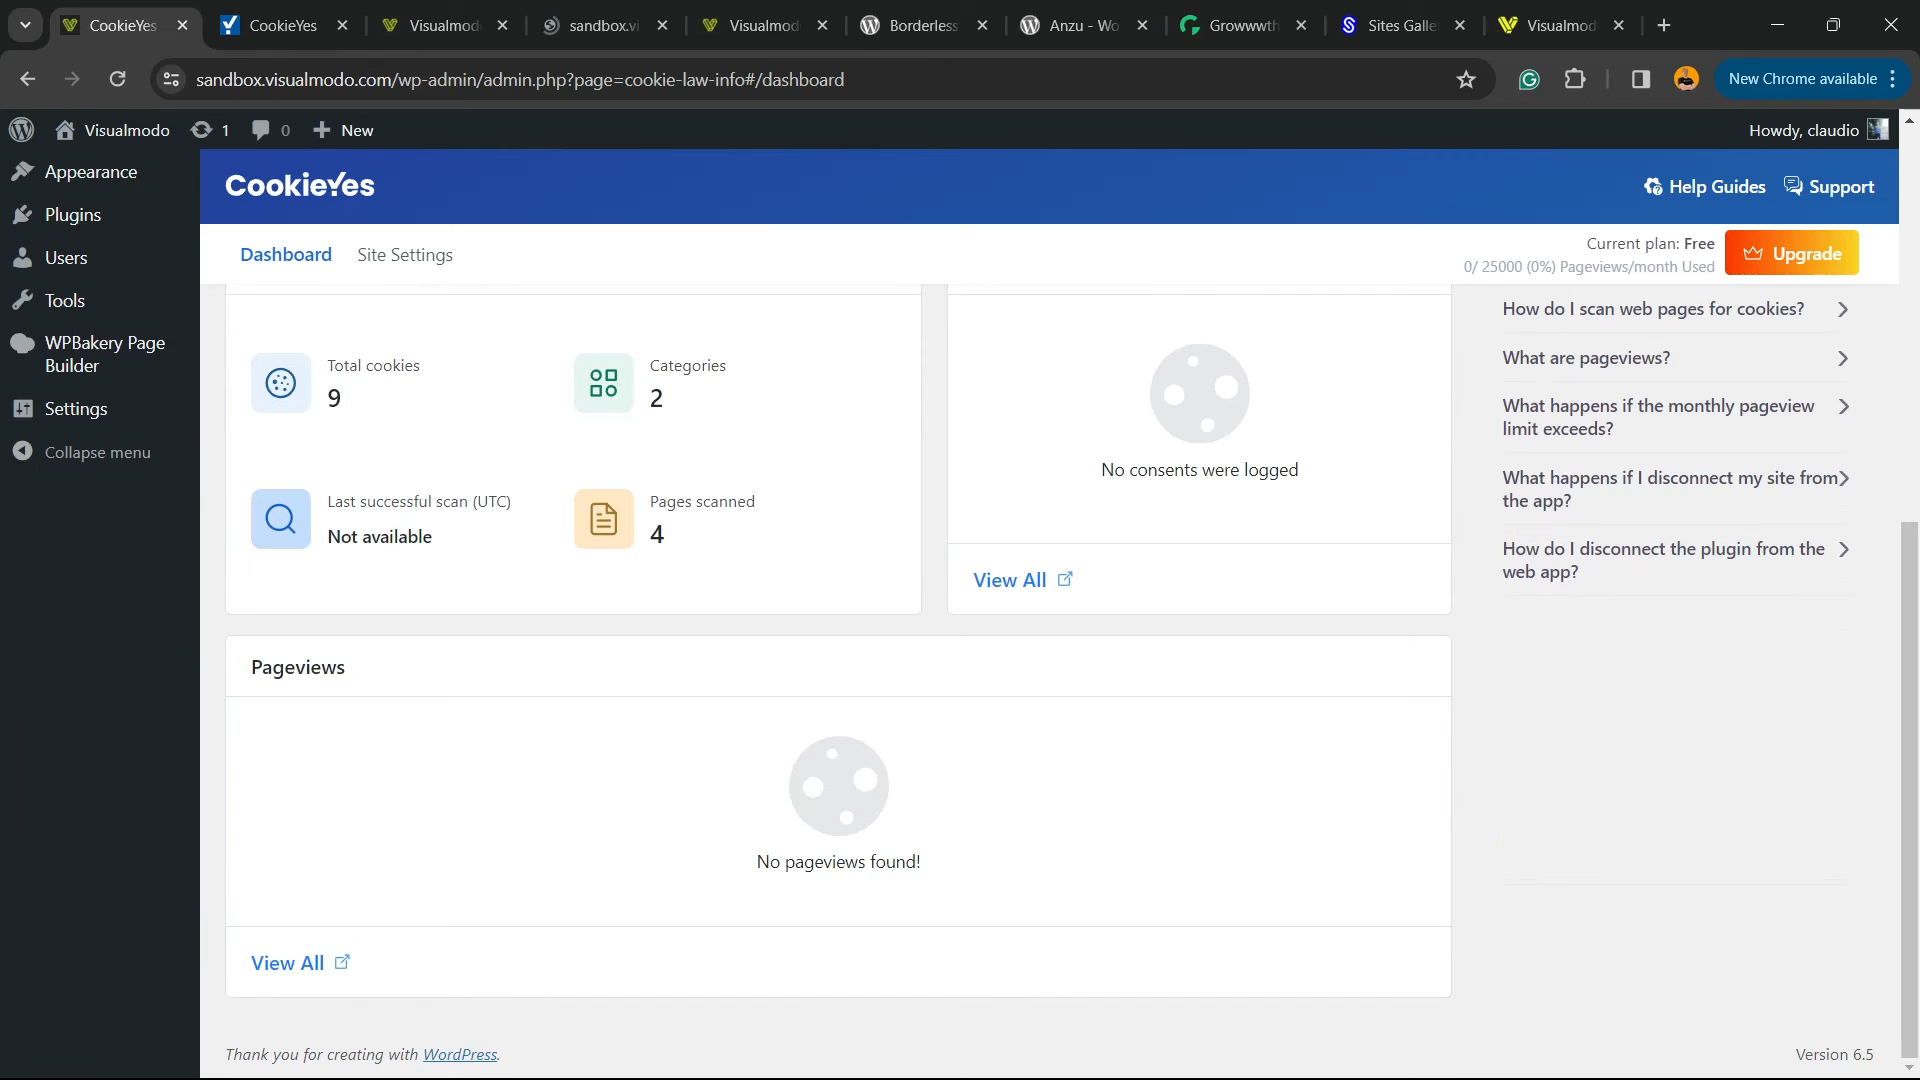 CookieYes
CookieYes
Visualmod
sandbox.vi
Visualmod
Borderless
Anzu - Wo
Growwwth
Sites Galle
Visualmod
sandbox.visualmodo.com/wp-admin/admin.php?page=cookie-law-info#/dashboard
New Chrome available
Visualmodo
1
0
New
Howdy, claudio
Appearance
Plugins
Users
Tools
WPBakery Page
Builder
Settings
Collapse menu
CookieYes
Help Guides
Support
Dashboard
Site Settings
Current plan: Free
0/ 25000 (0%) Pageviews/month Used
Upgrade
Total cookies
9
Categories
2
Last successful scan (UTC)
Not available
Pages scanned
4
No consents were logged
View All
How do I scan web pages for cookies?
What are pageviews?
What happens if the monthly pageview
limit exceeds?
What happens if I disconnect my site from
the app?
How do I disconnect the plugin from the
web app?
Pageviews
No pageviews found!
View All
Thank you for creating with WordPress.
Version 6.5